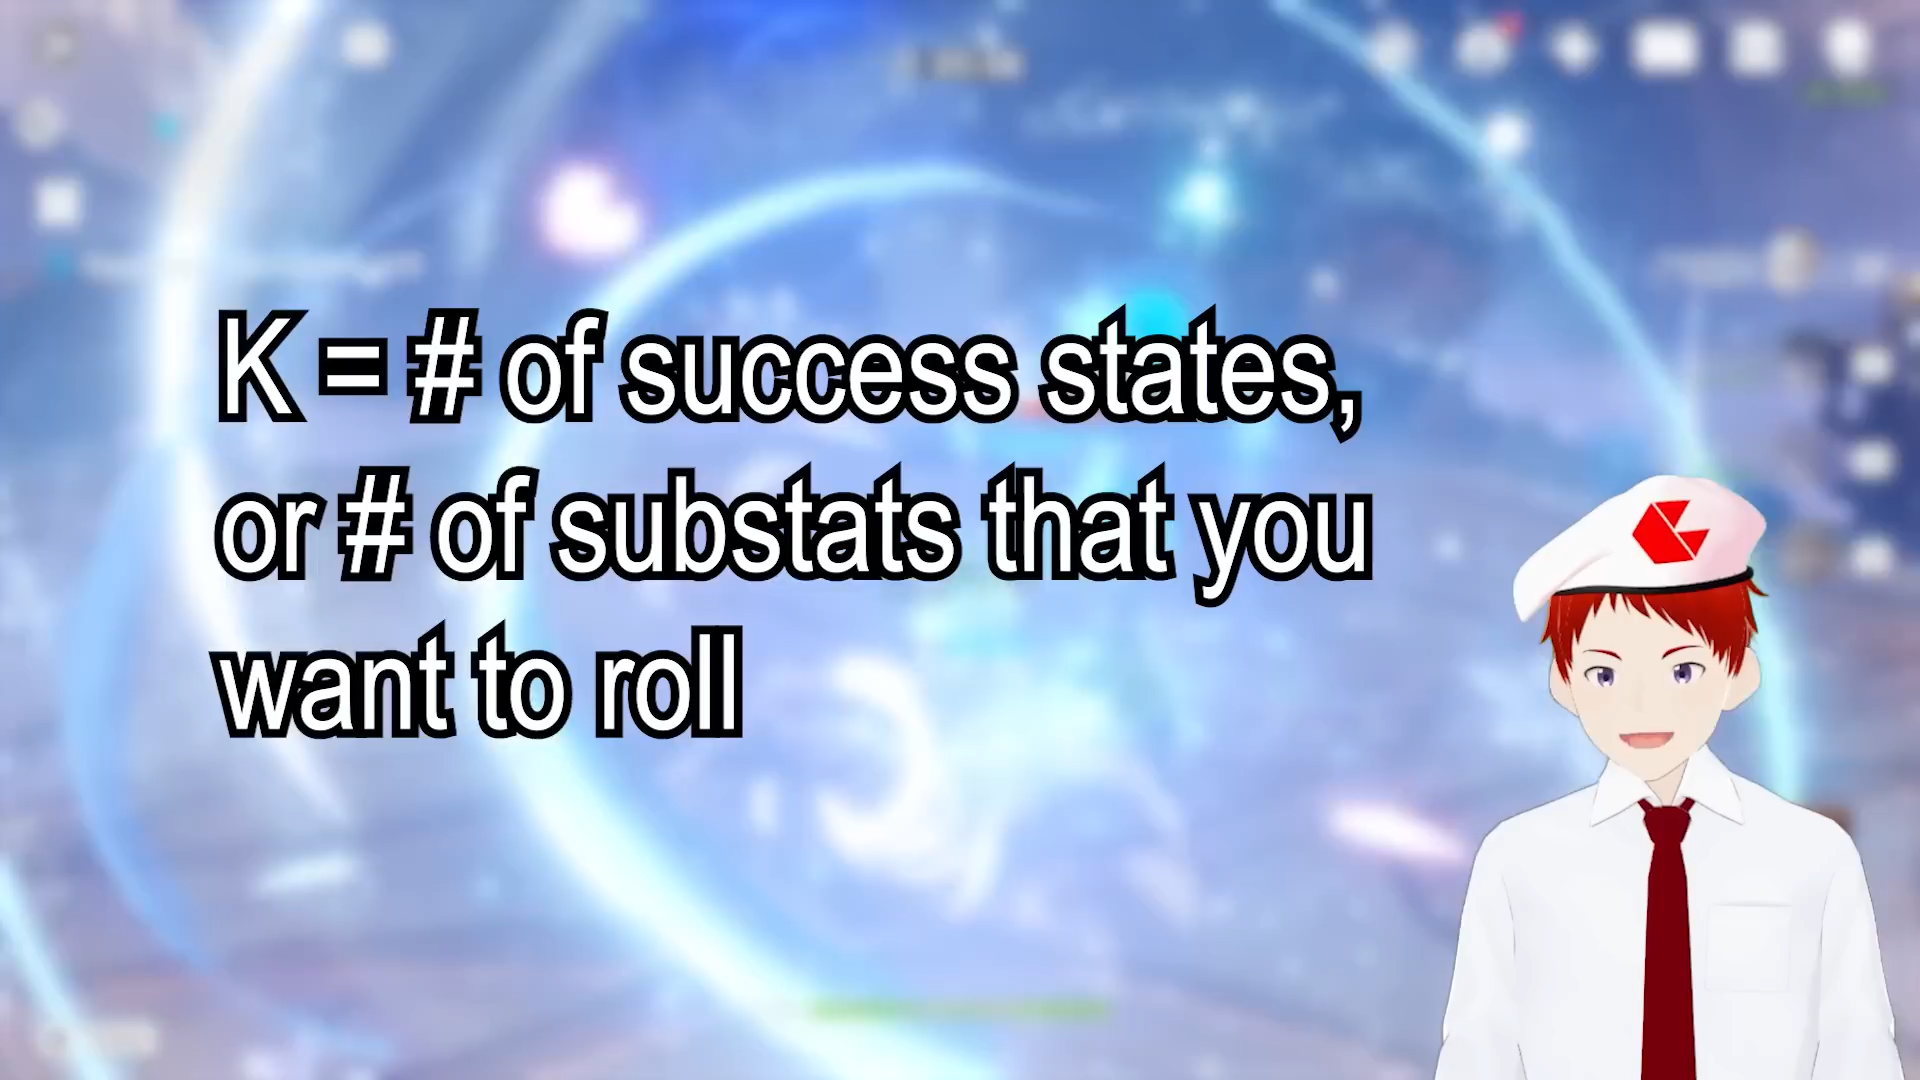 K = # of success states,
or # of substats that you
want to roll